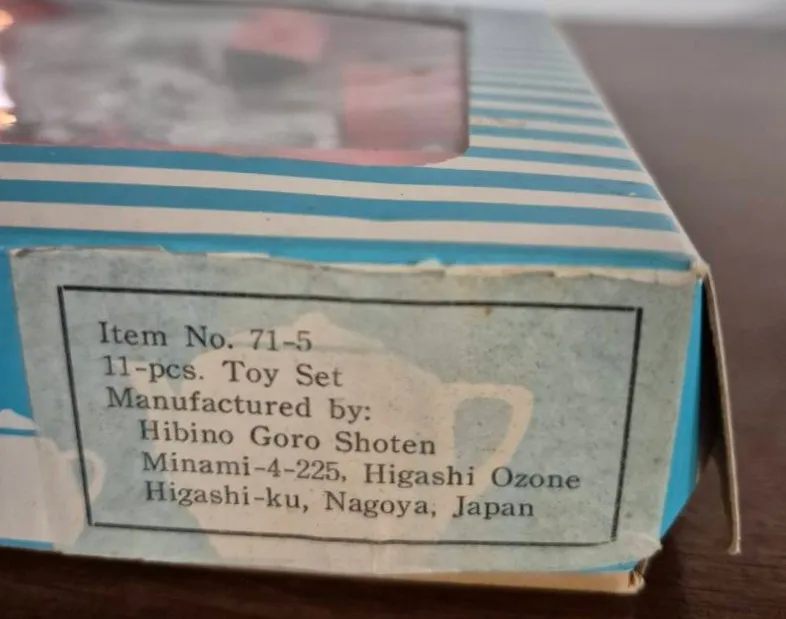 Item No. 71-5
11-pcs. Toy Set
Manufactured by:
Hibino Goro Shoten
Minami-4-225, Higashi Ozone
Higashi-ku, Nagoya, Japan